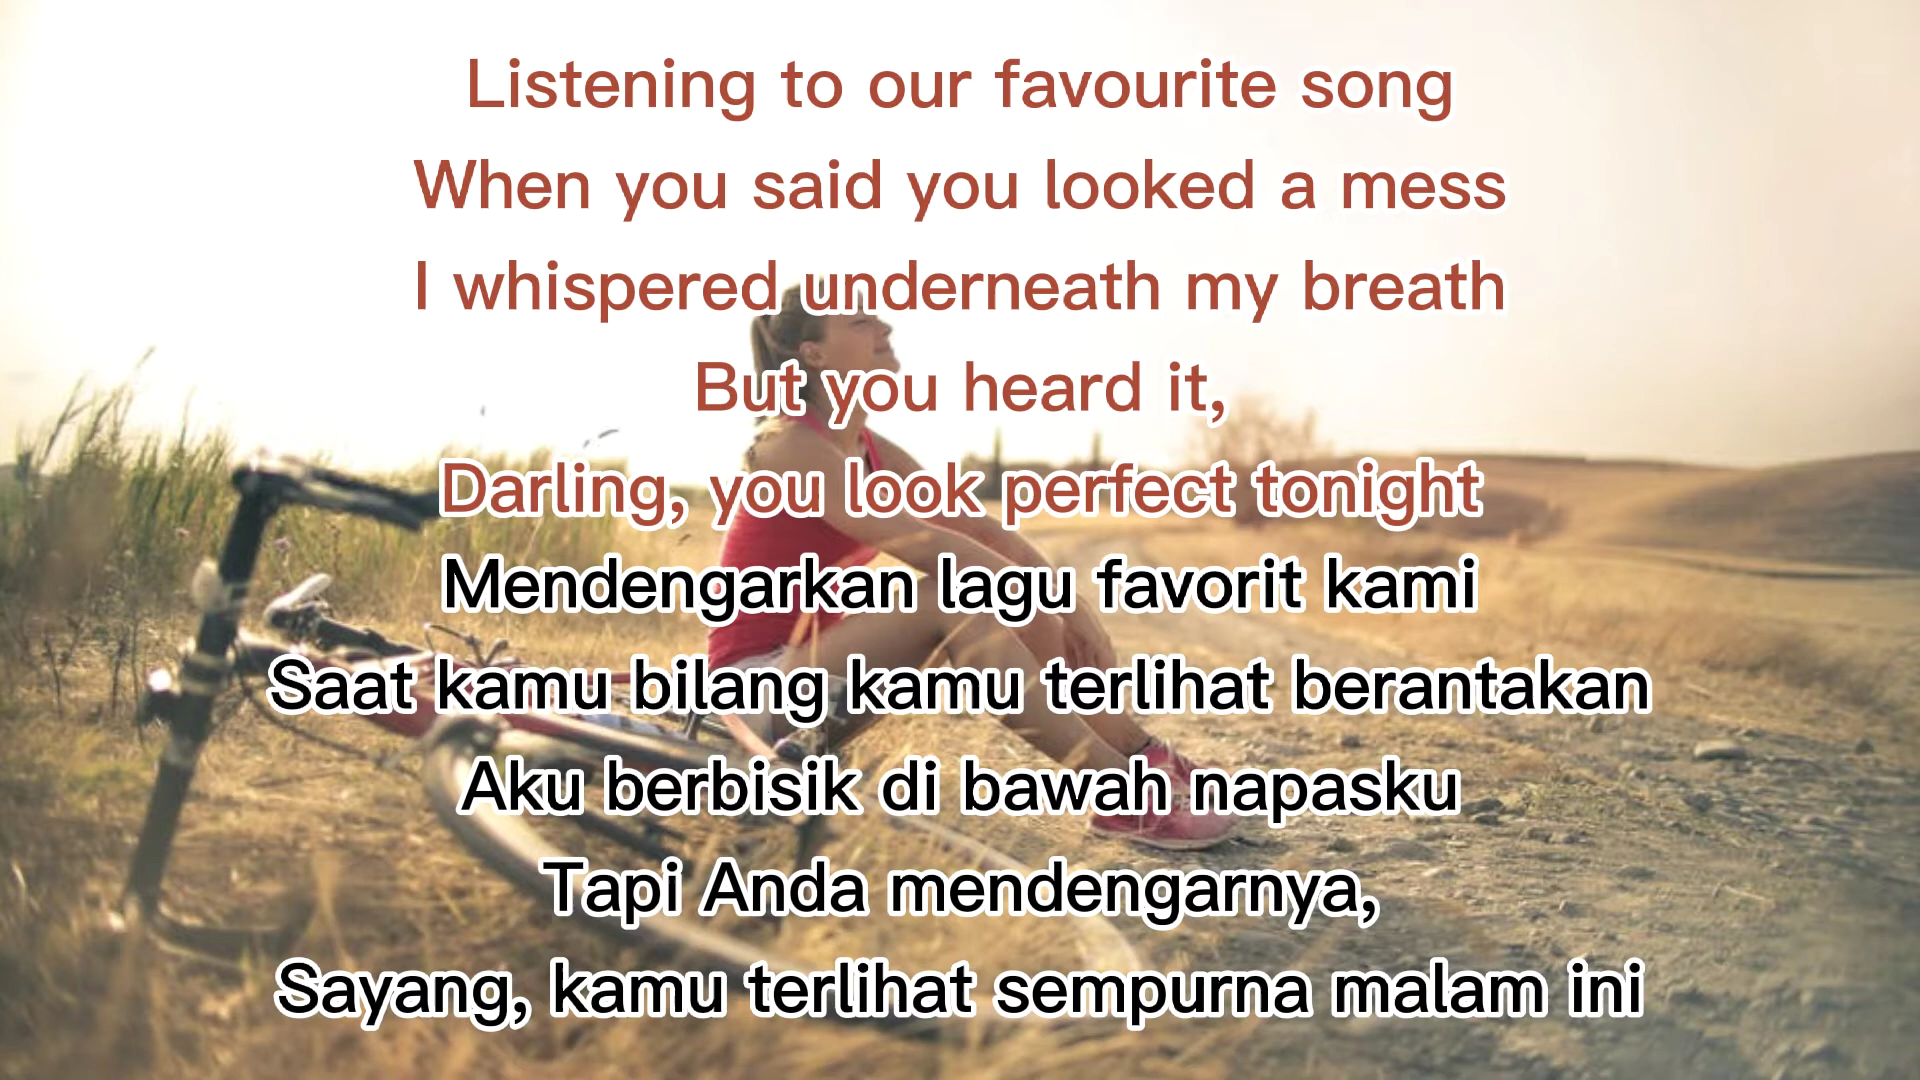 Listening to our favourite song
When you said you looked a mess
I whispered underneath my breath
But you heard it,
Darling, you look perfect tonight
Mendengarkan lagu favorit kami
Saat kamu bilang kamu terlihat berantakan
Aku berbisik di bawah napasku
Tapi Anda mendengarnya,
Sayang, kamu terlihat sempurna malam ini